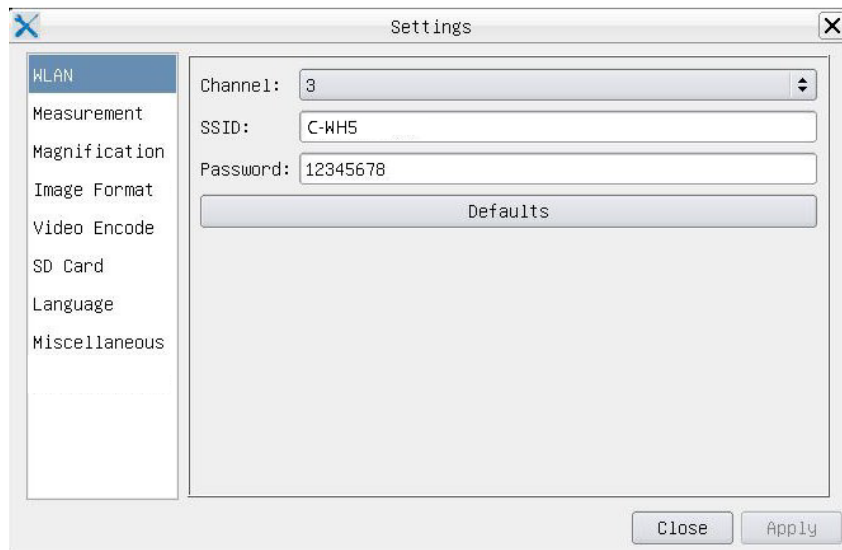 Settings
WLAN
Measurement
Magnification
Image Format
Video Encode
SD Card
Language
Miscellaneous
Channel: 3
SSID: C-WH5
Password: 12345678
Defaults
Close Apply